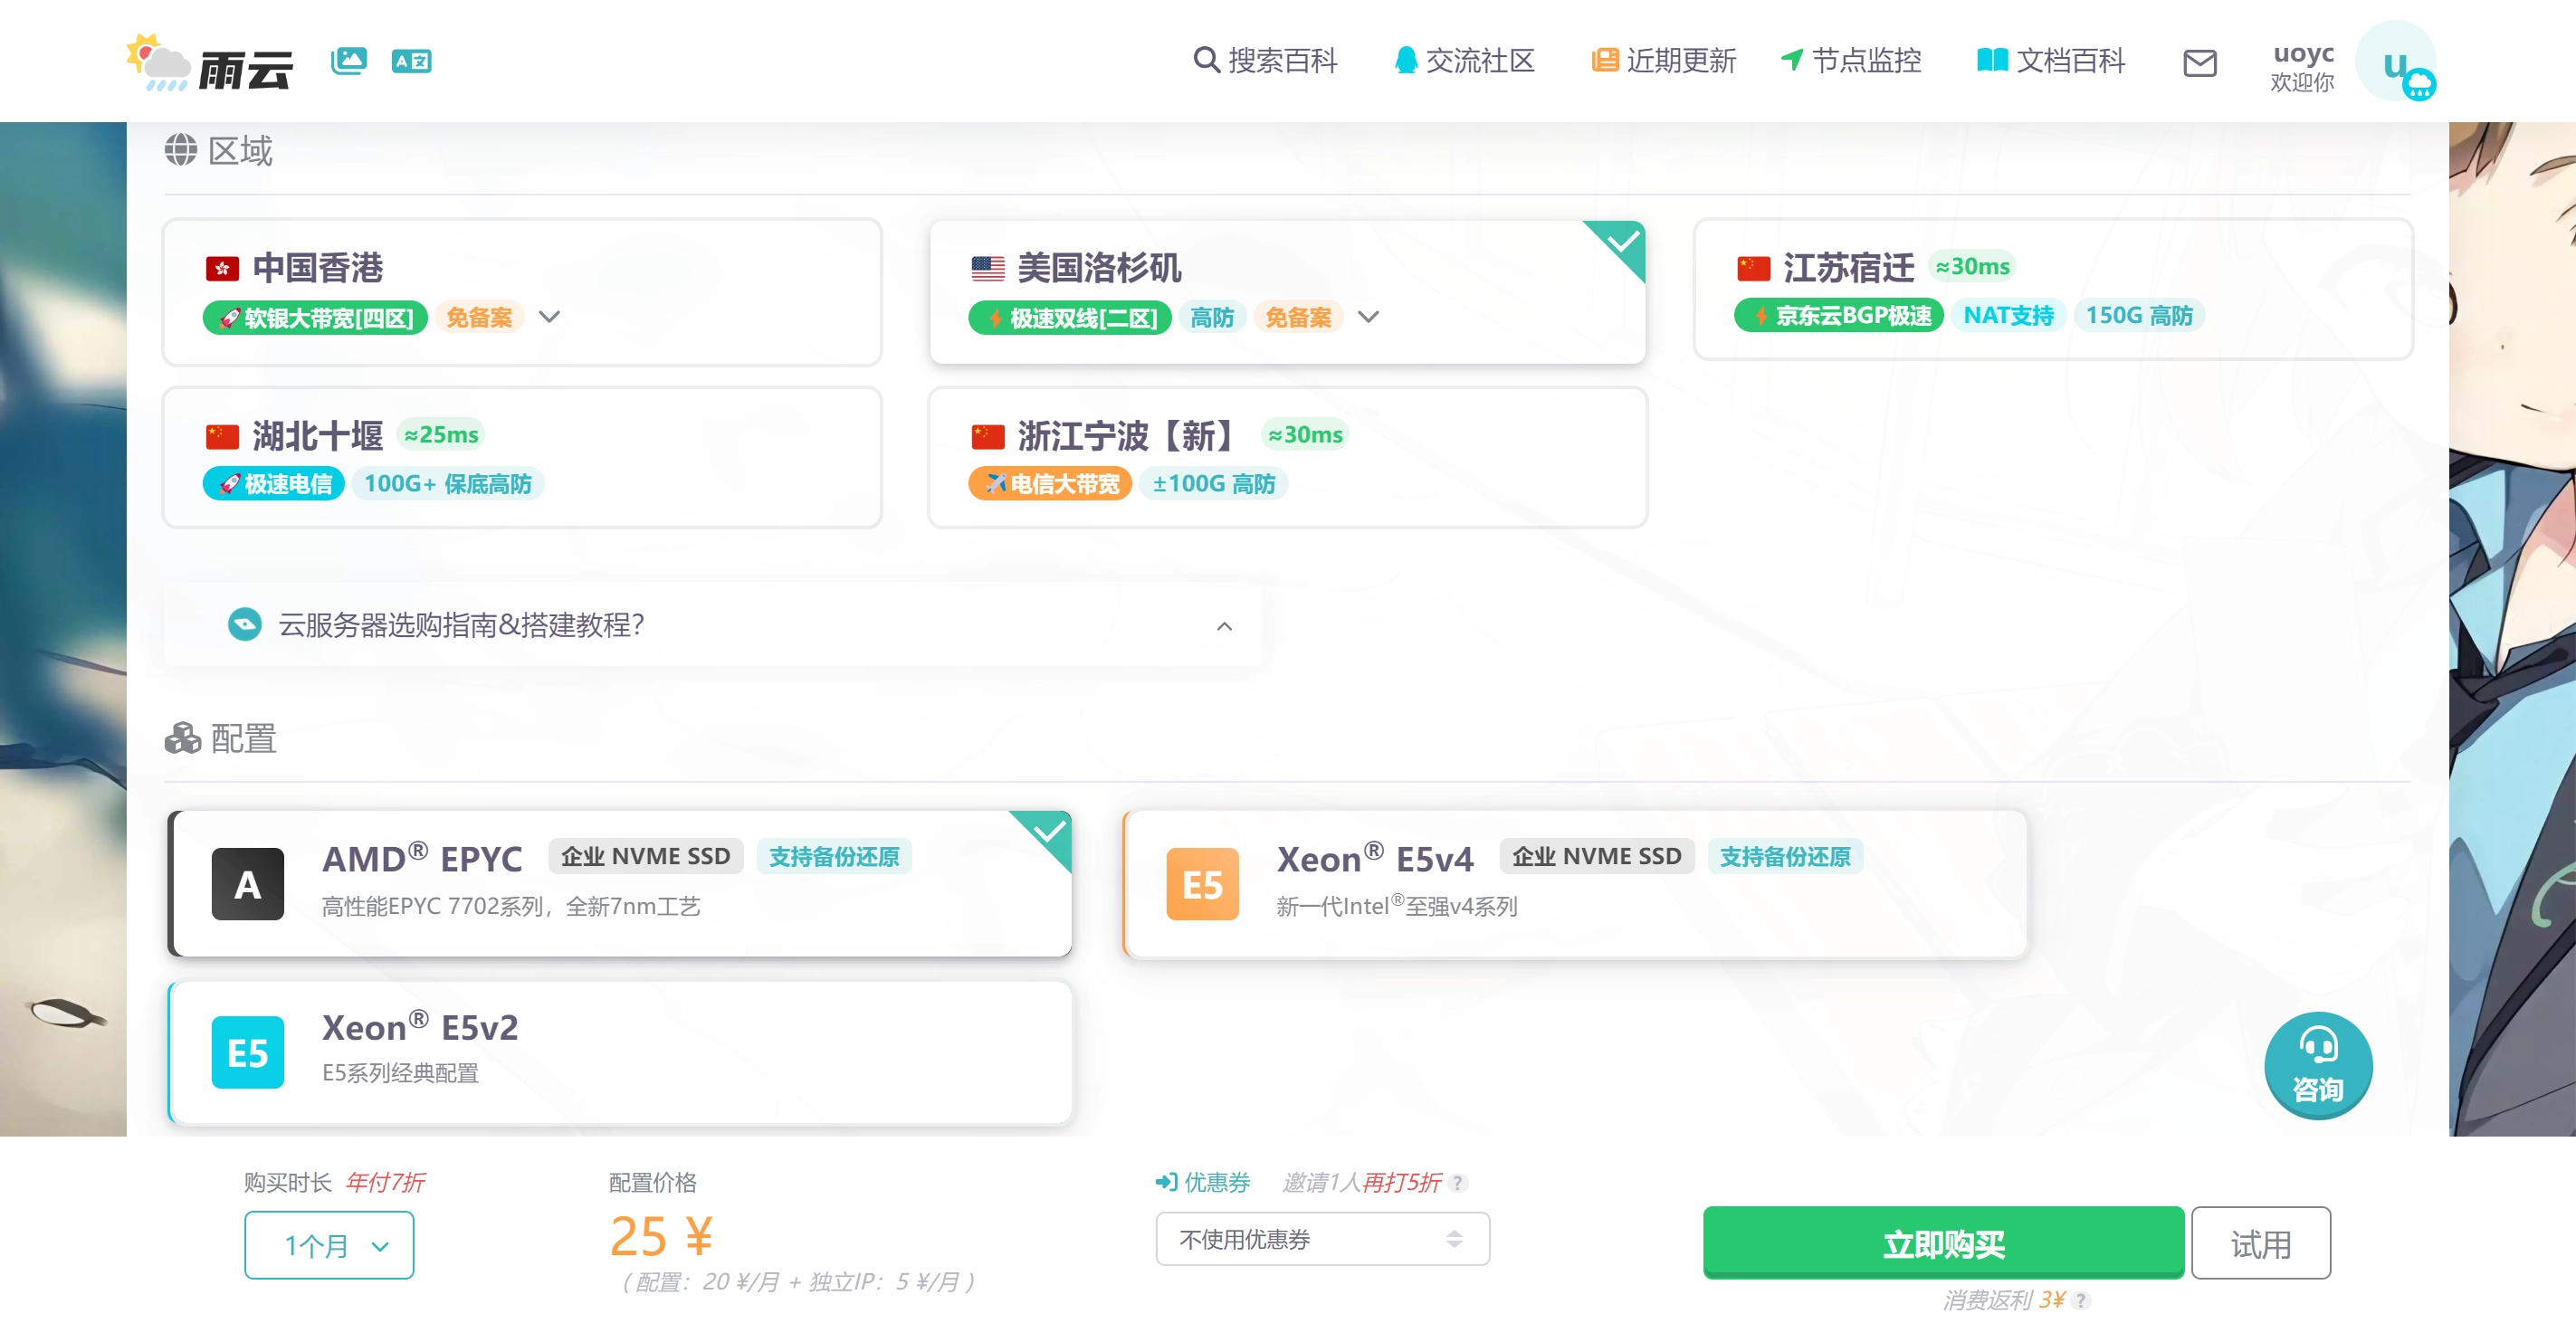 雨云
搜索百科 交流社区 近期更新 节点监控 文档百科 uoyc
欢迎你
u
区域
中国香港
软银大带宽[四区] 免备案
美国洛杉矶
极速双线[二区] 高防 免备案
江苏宿迁 ≈30ms
京东云BGP极速 NAT支持 150G 高防
湖北十堰 ≈25ms
极速电信 100G+ 保底高防
浙江宁波【新】 ≈30ms
电信大带宽 ±100G 高防
云服务器选购指南&搭建教程?
配置
A
AMD® EPYC 企业 NVME SSD 支持备份还原
高性能EPYC 7702系列，全新7nm工艺
E5
Xeon® E5v4 企业 NVME SSD 支持备份还原
新一代Intel®至强v4系列
E5
Xeon® E5v2
E5系列经典配置
咨询
购买时长 年付7折
1个月
配置价格
25 ¥
( 配置：20 ¥/月 + 独立IP：5 ¥/月 )
优惠券 邀请1人再打5折 ?
不使用优惠券
立即购买 试用
消费返利 3¥ ?